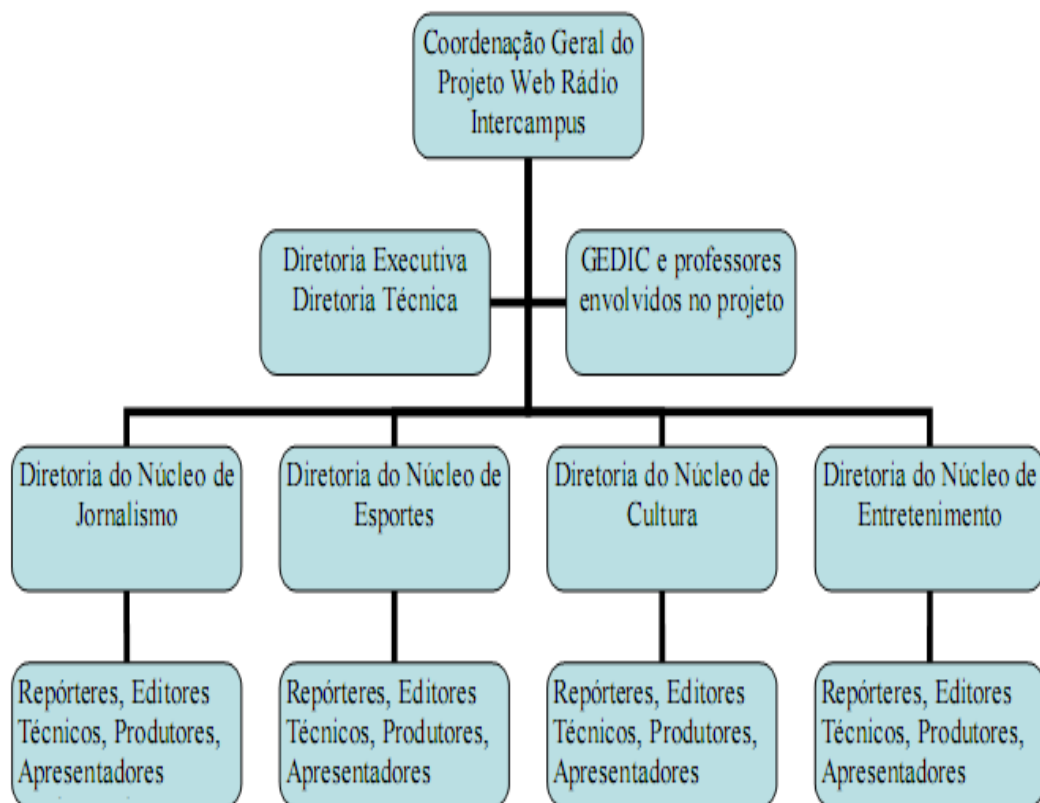 Coordenação Geral do
Projeto Web Rádio
Intercampus
Diretoria Executiva
Diretoria Técnica
GEDIC e professores
envolvidos no projeto
Diretoria do Núcleo de
Jornalismo
Diretoria do Núcleo de
Esportes
Diretoria do Núcleo de
Cultura
Diretoria do Núcleo de
Entretenimento
Repórteres, Editores
Técnicos, Produtores,
Apresentadores
Repórteres, Editores
Técnicos, Produtores,
Apresentadores
Repórteres, Editores
Técnicos, Produtores,
Apresentadores
Repórteres, Editores
Técnicos, Produtores,
Apresentadores